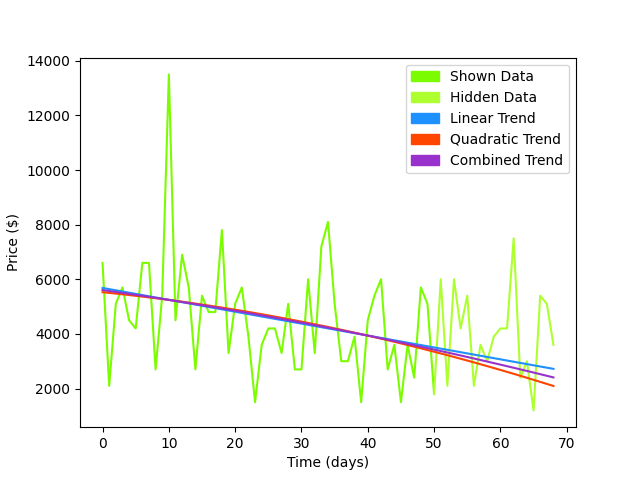 14000
12000
10000
8000
6000
4000
2000
Price ($)
0
10
20
30
40
50
60
70
Time (days)
Shown Data
Hidden Data
Linear Trend
Quadratic Trend
Combined Trend